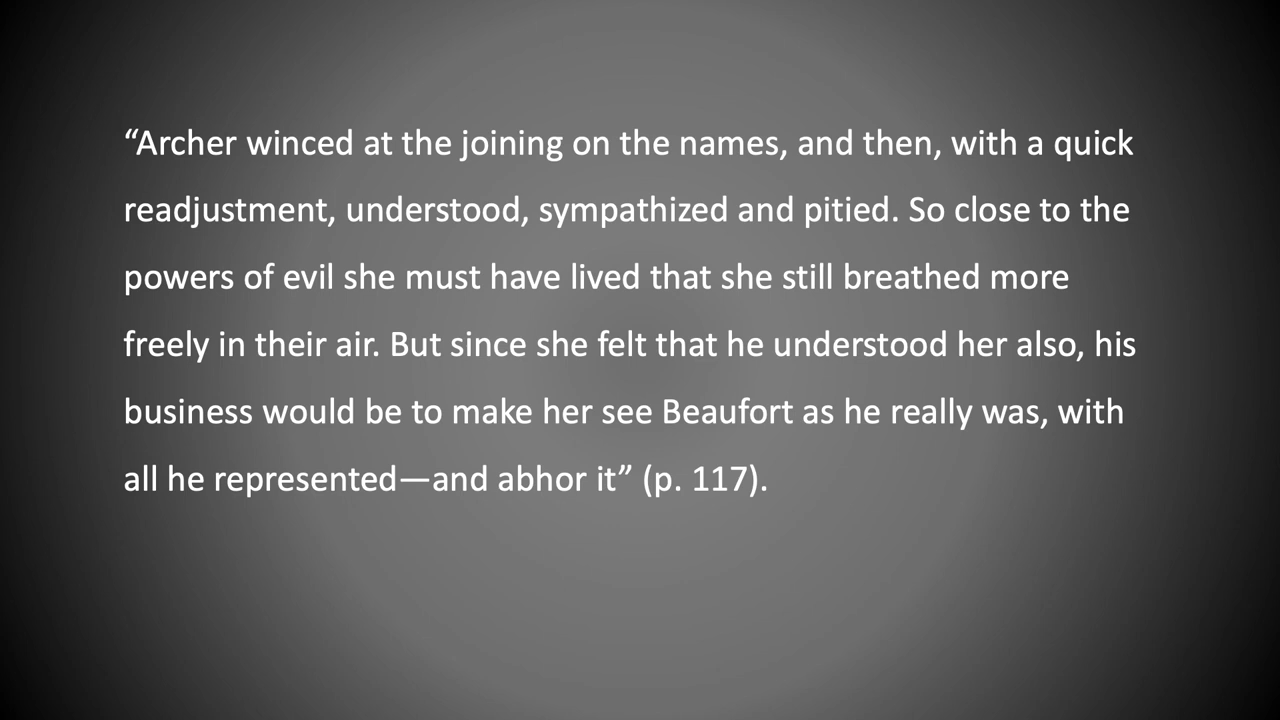 “Archer winced at the joining on the names, and then, with a quick
readjustment, understood, sympathized and pitied. So close to the
powers of evil she must have lived that she still breathed more
freely in their air. But since she felt that he understood her also, his
business would be to make her see Beaufort as he really was, with
all he represented—and abhor it” (p. 117).